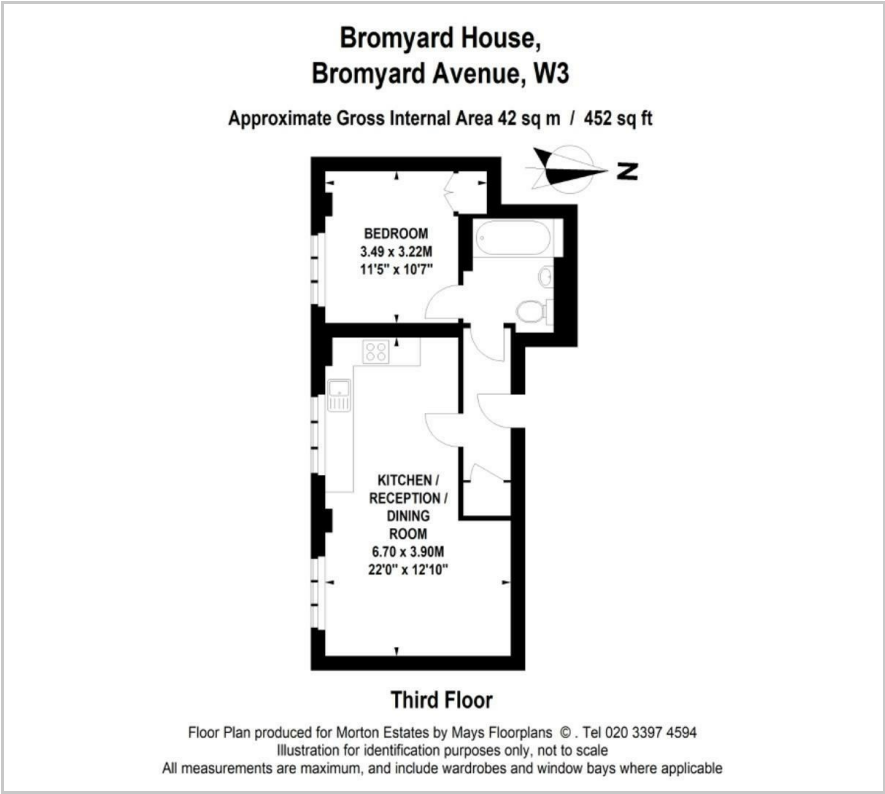 Bromyard House,
Bromyard Avenue, W3
Approximate Gross Internal Area 42 sq m / 452 sq ft
N
BEDROOM
3.49 x 3.22M
11'5" x 10'7"
KITCHEN /
RECEPTION /
DINING
ROOM
6.70 x 3.90M
22'0" x 12'10"
Third Floor
Floor Plan produced for Morton Estates by Mays Floorplans © . Tel 020 3397 4594
Illustration for identification purposes only, not to scale
All measurements are maximum, and include wardrobes and window bays where applicable